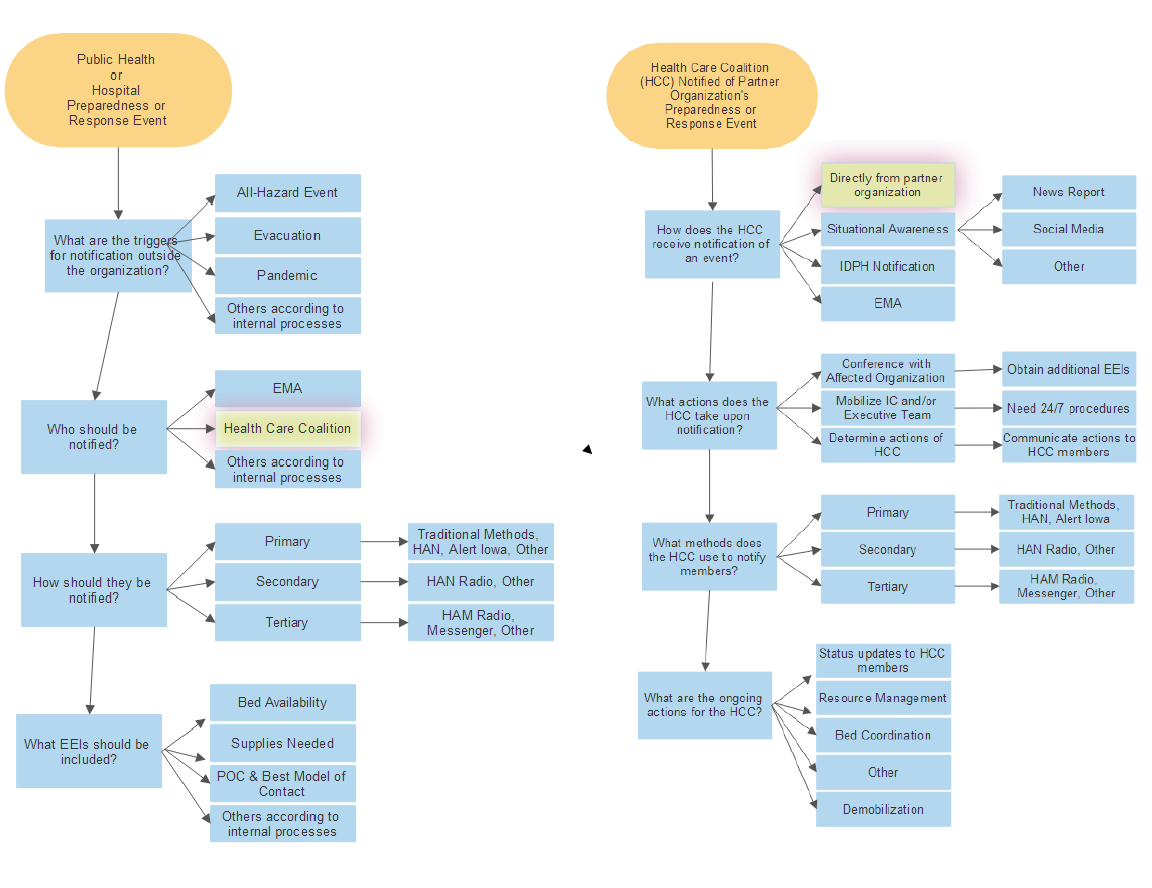 Public Health
or
Hospital
Preparedness or
Response Event
What are the triggers
for notification outside
the organization?
All-Hazard Event
Evacuation
Pandemic
Others according to
internal processes
Who should be
notified?
EMA
Health Care Coalition
Others according to
internal processes
How should they be
notified?
Primary
Traditional Methods,
HAN, Alert Iowa, Other
Secondary
HAN Radio, Other
Tertiary
HAM Radio,
Messenger, Other
What EEIs should be
included?
Bed Availability
Supplies Needed
POC & Best Model of
Contact
Others according to
internal processes
Health Care Coalition
(HCC) Notified of Partner
Organization's
Preparedness or
Response Event
How does the HCC
receive notification of
an event?
Directly from partner
organization
Situational Awareness
News Report
Social Media
Other
IDPH Notification
EMA
What actions does the
HCC take upon
notification?
Conference with
Affected Organization
Obtain additional EEIs
Mobilize IC and/or
Executive Team
Need 24/7 procedures
Determine actions of
HCC
Communicate actions to
HCC members
What methods does
the HCC use to notify
members?
Primary
Traditional Methods,
HAN, Alert Iowa
Secondary
HAN Radio, Other
Tertiary
HAM Radio,
Messenger, Other
What are the ongoing
actions for the HCC?
Status updates to HCC
members
Resource Management
Bed Coordination
Other
Demobilization